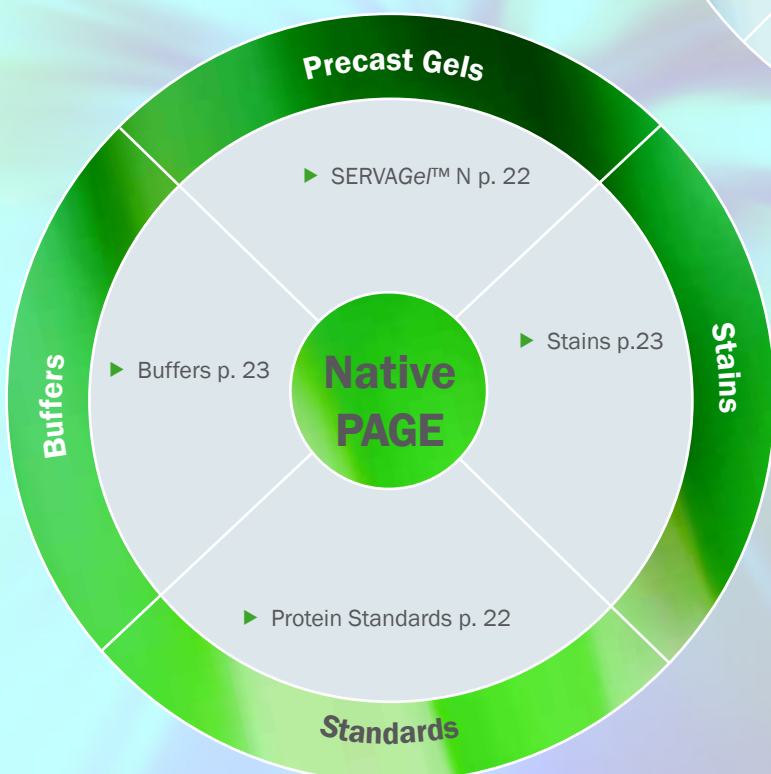 Precast Gels
▶ SERVAGel™ N p. 22
Buffers
▶ Buffers p. 23
Native
PAGE
▶ Stains p.23
Stains
▶ Protein Standards p. 22
Standards